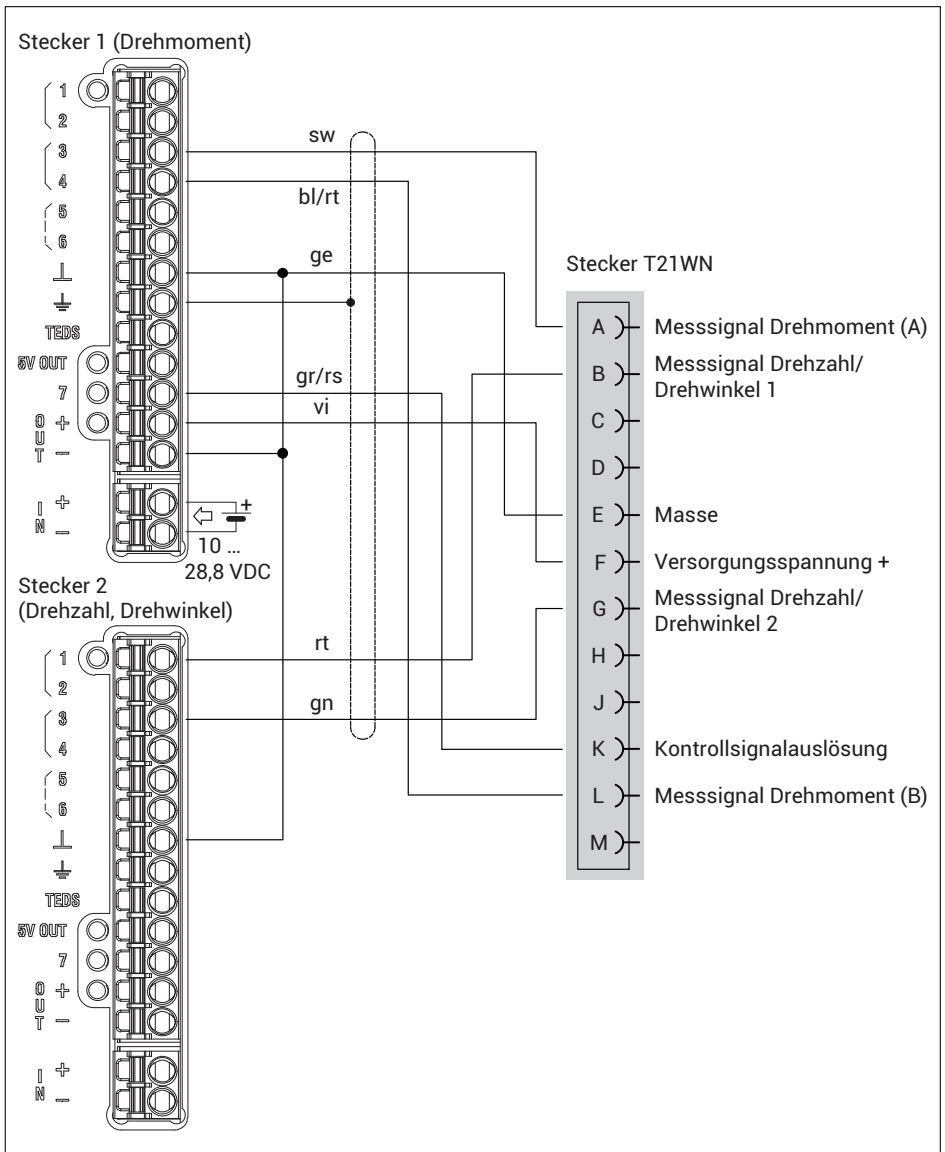 Stecker 1 (Drehmoment)
1
2
3
4
5
6
TEDS
5V OUT
7
OUT + −
IN + −
sw
bl/rt
ge
gr/rs
vi
+
10 ...
28,8 VDC
Stecker 2
(Drehzahl, Drehwinkel)
1
2
3
4
5
6
TEDS
5V OUT
7
OUT + −
IN + −
rt
gn
Stecker T21WN
A Messsignal Drehmoment (A)
B Messsignal Drehzahl/
Drehwinkel 1
C
D
E Masse
F Versorgungsspannung +
G Messsignal Drehzahl/
Drehwinkel 2
H
J
K Kontrollsignalauslösung
L Messsignal Drehmoment (B)
M